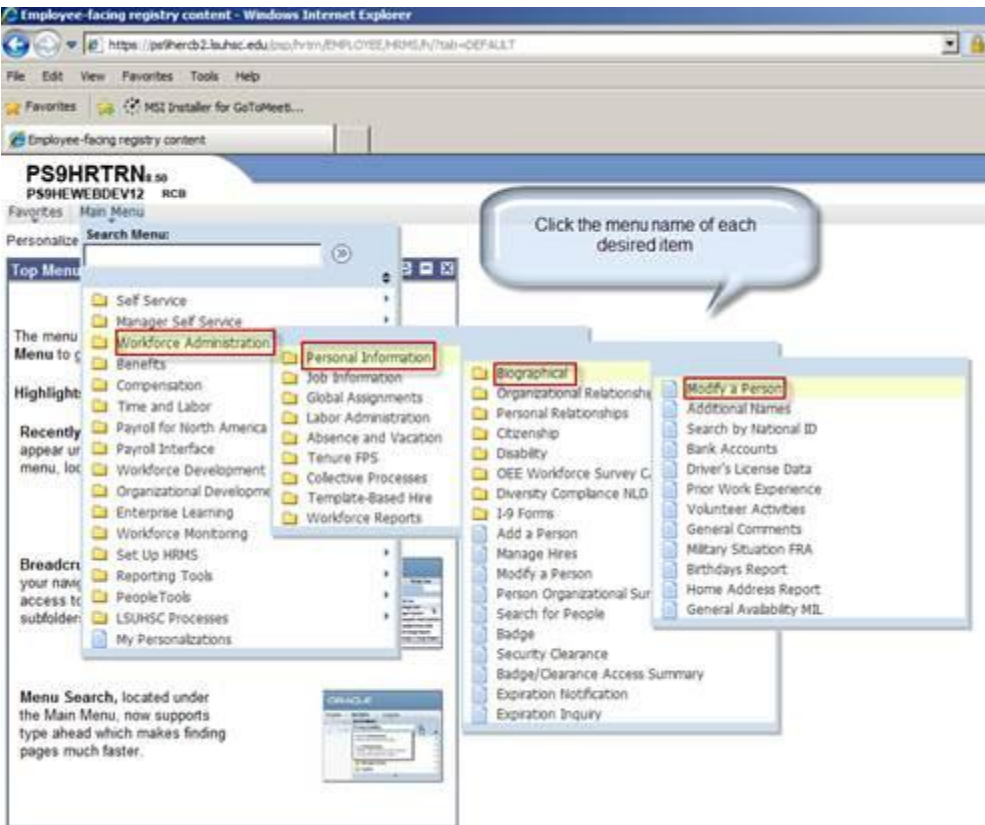 Employee-facing registry content - Windows Internet Explorer
https://ps9hercb2.lsuhsc.edu/psp/hrtrn/EMPLOYEE/HRMS/h/?tab=DEFAULT
File Edit View Favorites Tools Help
Favorites MSI Installer for GoToMeeti...
Employee-facing registry content
PS9HRTRN8.50
PS9HEWEBDEV12 RCB
Favorites Main Menu
Personalize
Search Menu:
Top Menu
Click the menu name of each
desired item
The menu
Menu to
Highlight
Recently
appear
menu, loc
Breadcru
your navig
access to
subfolder
Menu Search, located under
the Main Menu, now supports
type ahead which makes finding
pages much faster.
ORACLE
Self Service
Manager Self Service
Workforce Administration
Benefits
Compensation
Time and Labor
Payroll for North America
Payroll Interface
Workforce Development
Organizational Developme
Enterprise Learning
Workforce Monitoring
Set Up HRMS
Reporting Tools
PeopleTools
LSUHSC Processes
My Personalizations
Personal Information
Job Information
Global Assignments
Labor Administration
Absence and Vacation
Tenure FPS
Collective Processes
Template-Based Hire
Workforce Reports
Biographical
Organizational Relationshi
Personal Relationships
Citizenship
Disability
OEE Workforce Survey C
Diversity Compliance NLD
I-9 Forms
Add a Person
Manage Hires
Modify a Person
Person Organizational Sur
Search for People
Badge
Security Clearance
Badge/Clearance Access Summary
Expiration Notification
Expiration Inquiry
Modify a Person
Additional Names
Search by National ID
Bank Accounts
Driver's License Data
Prior Work Experience
Volunteer Activities
General Comments
Military Situation FRA
Birthdays Report
Home Address Report
General Availability MIL